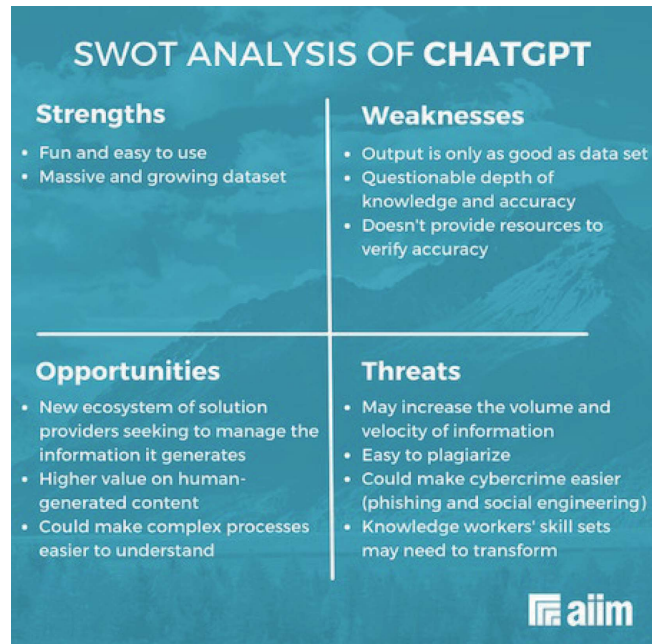 SWOT ANALYSIS OF CHATGPT
Strengths
• Fun and easy to use
• Massive and growing dataset
Weaknesses
• Output is only as good as data set
• Questionable depth of
knowledge and accuracy
• Doesn't provide resources to
verify accuracy
Opportunities
• New ecosystem of solution
providers seeking to manage the
information it generates
• Higher value on human-
generated content
• Could make complex processes
easier to understand
Threats
• May increase the volume and
velocity of information
• Easy to plagiarize
• Could make cybercrime easier
(phishing and social engineering)
• Knowledge workers' skill sets
may need to transform
aiim